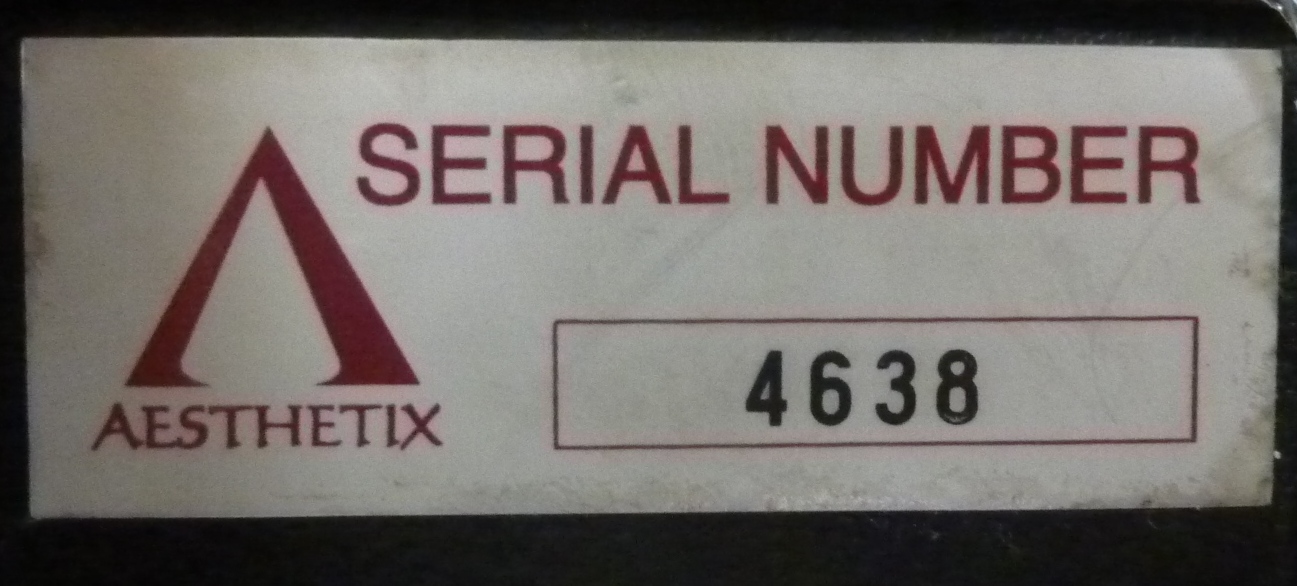 SERIAL NUMBER
4638
AESTHETIX